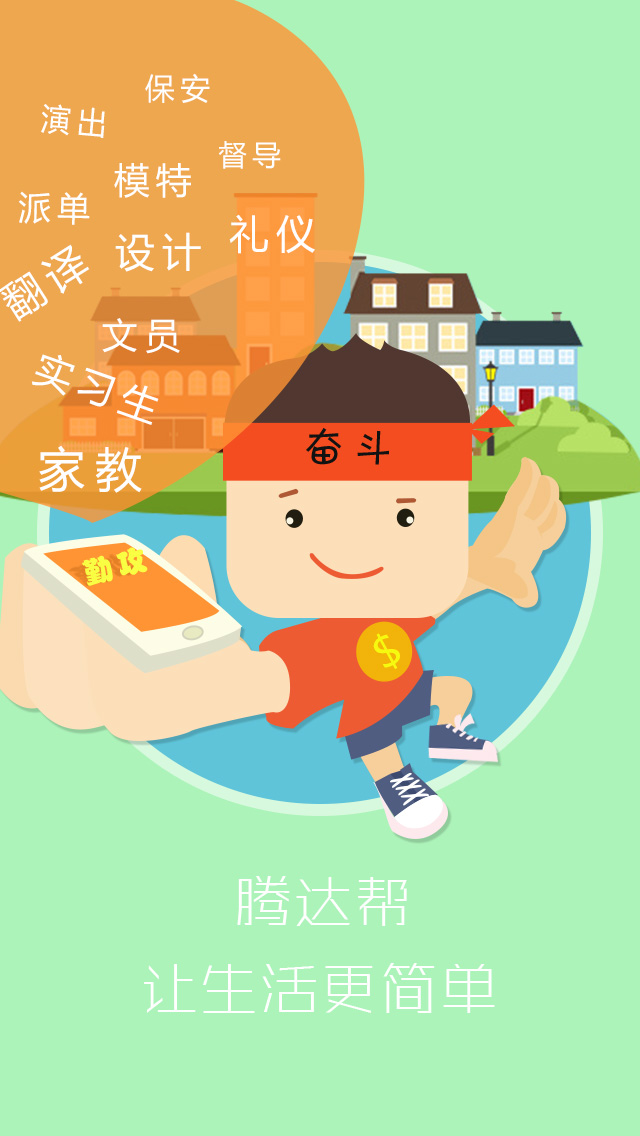 保安
演出
督导
模特
派单
礼仪
设计
翻译
文员
实习生
家教
奋斗
勤攻
$
腾达帮
让生活更简单